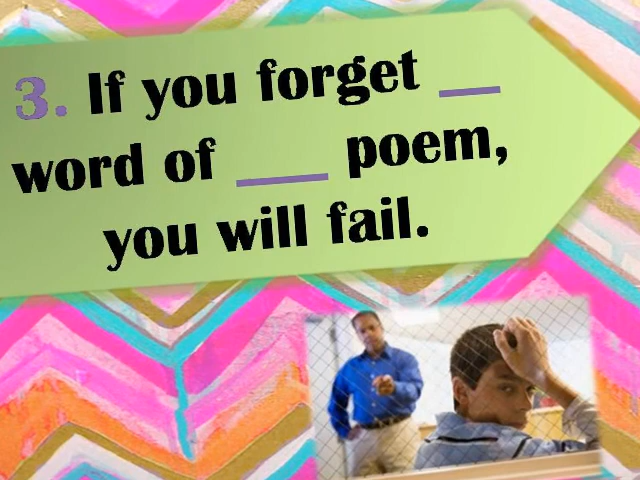 3. If you forget __
word of ___ poem,
you will fail.